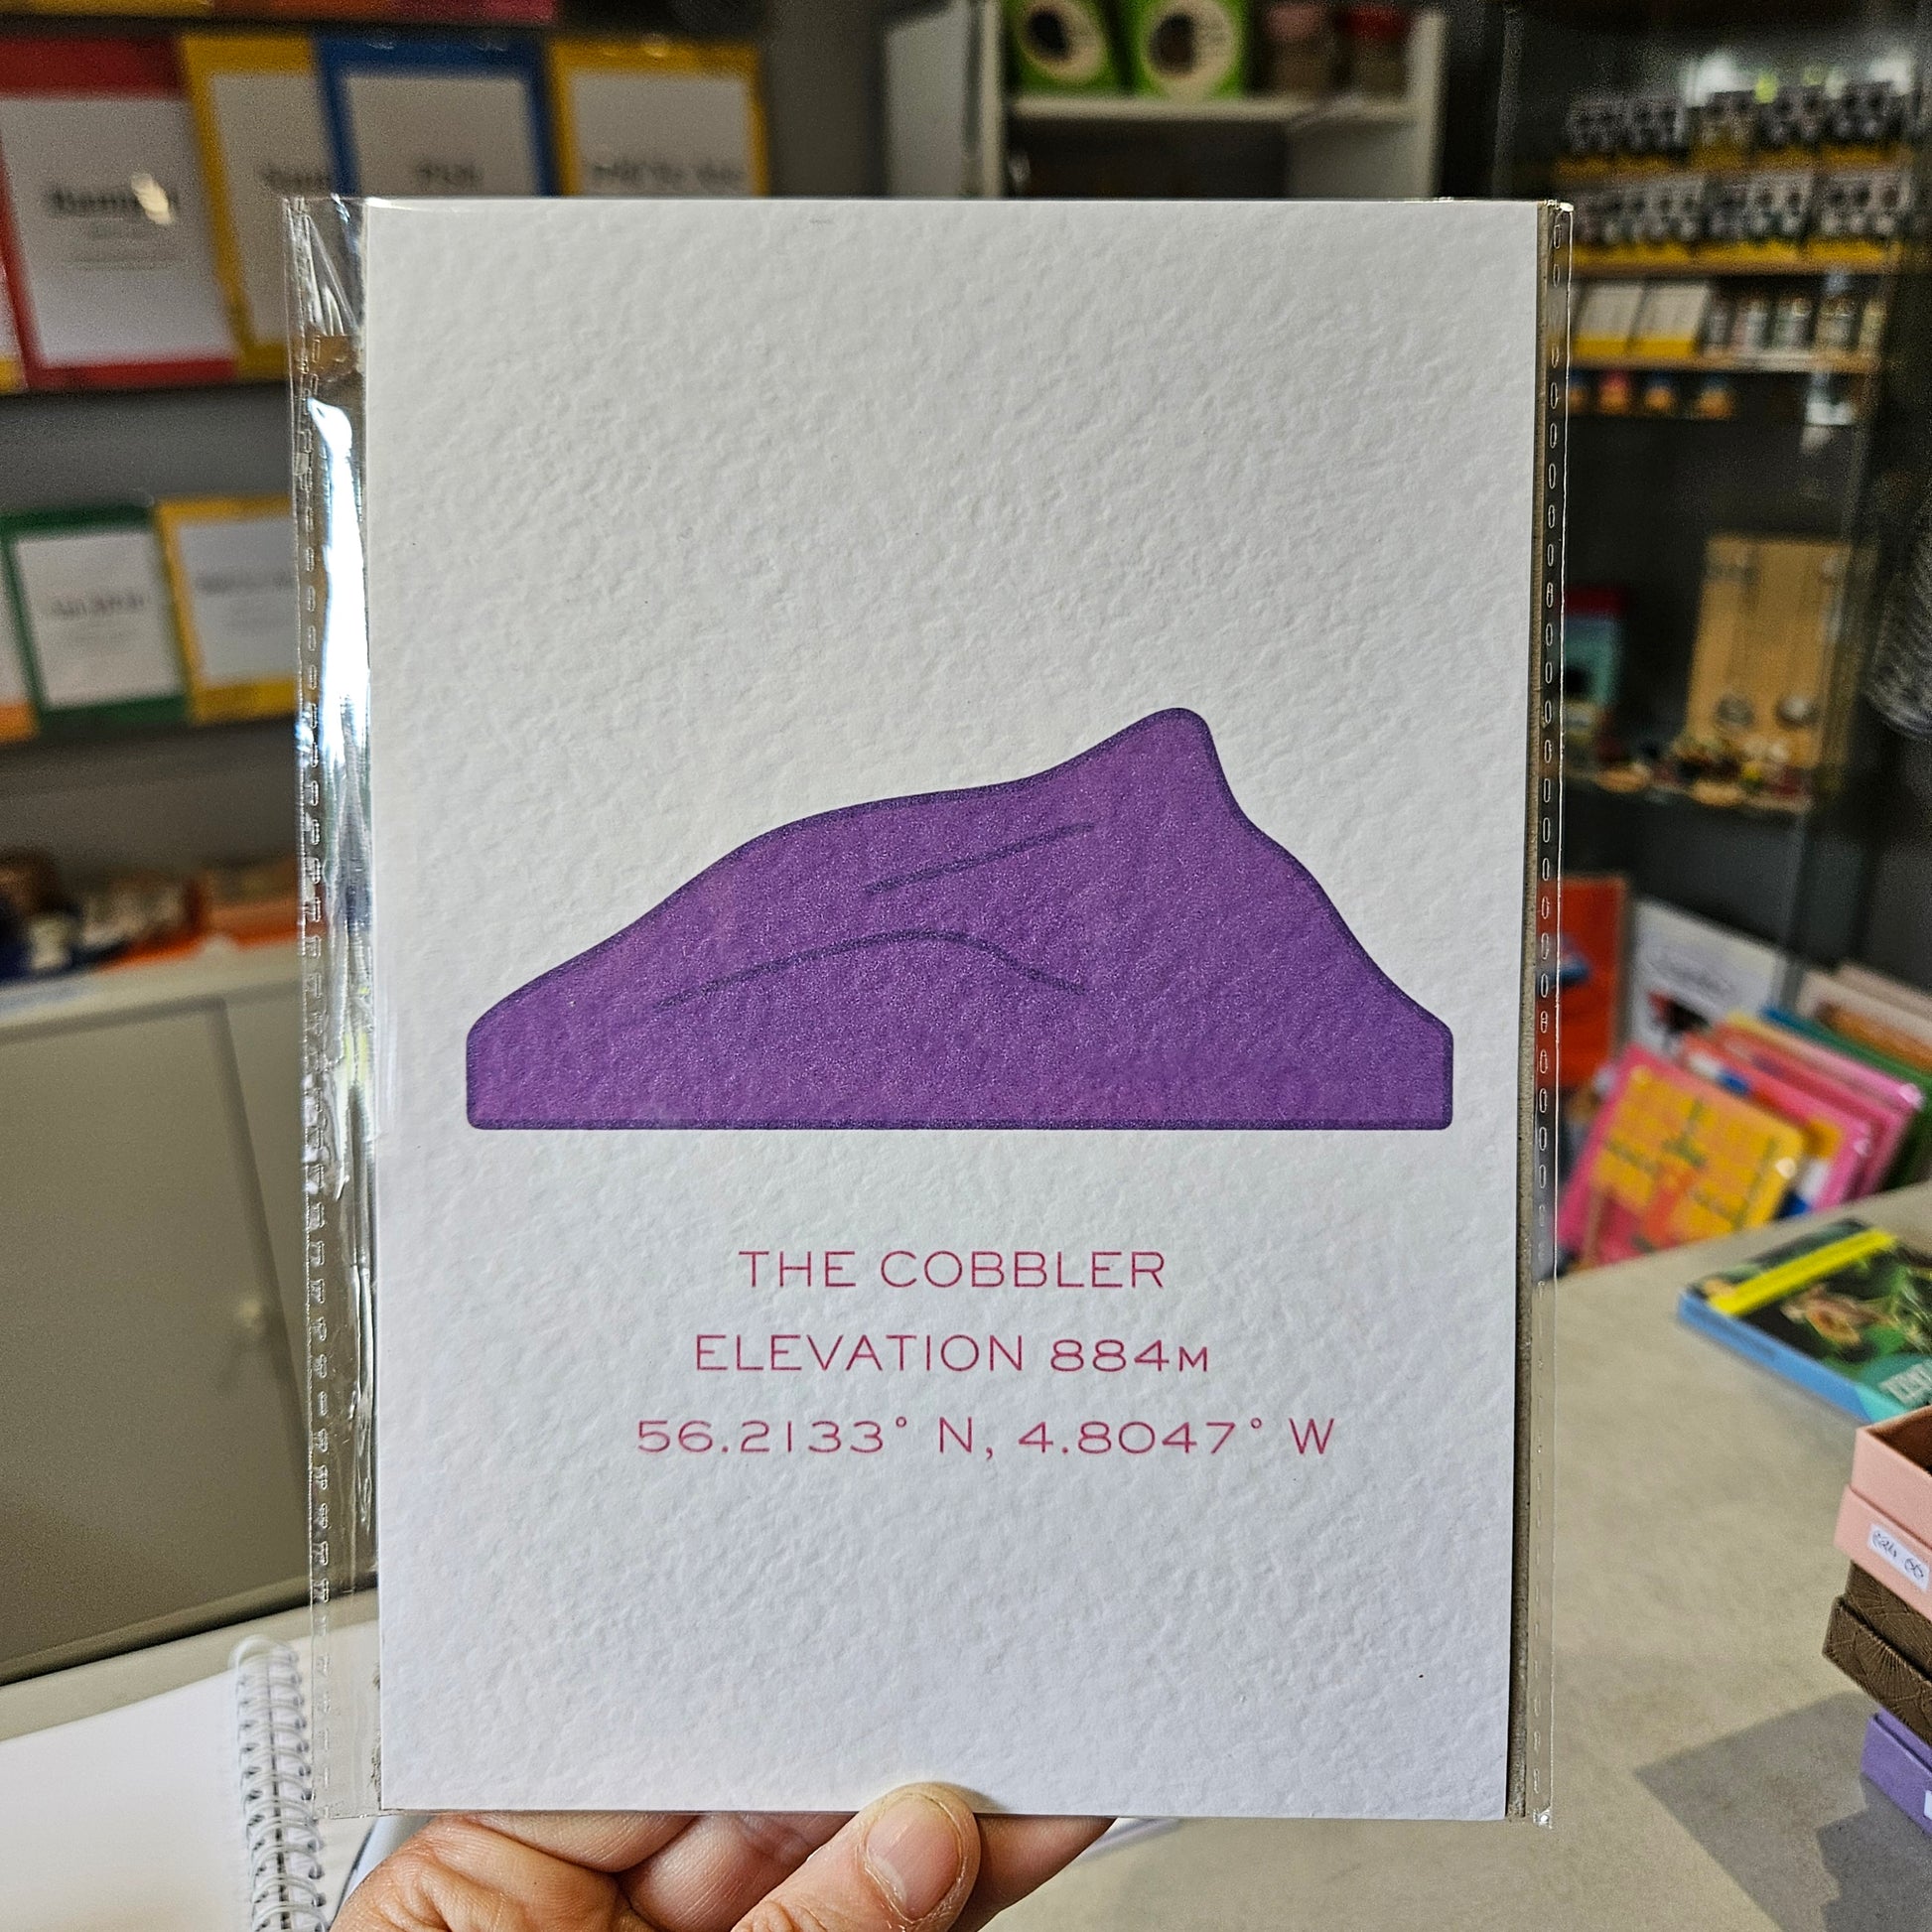 THE COBBLER
ELEVATION 884M
56.2133° N, 4.8047° W